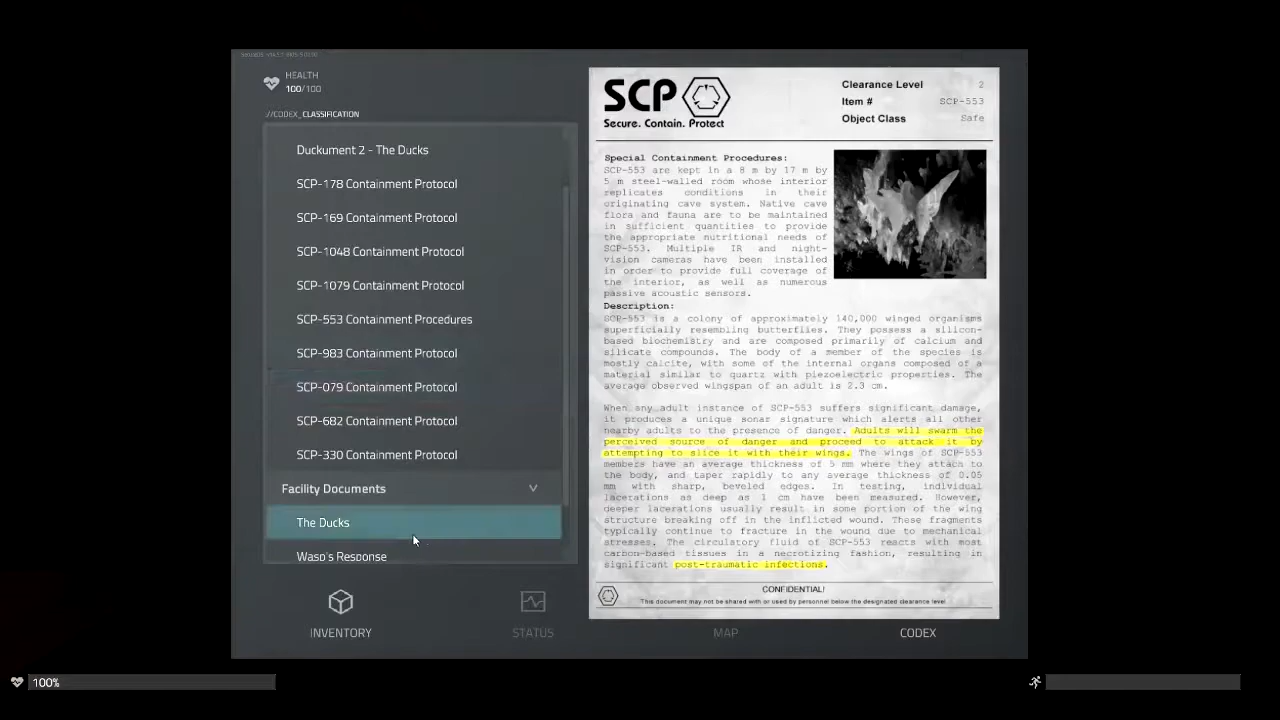 HEALTH
100/100
//CODEX_CLASSIFICATION
Duckument 2 - The Ducks
SCP-178 Containment Protocol
SCP-169 Containment Protocol
SCP-1048 Containment Protocol
SCP-1079 Containment Protocol
SCP-553 Containment Procedures
SCP-983 Containment Protocol
SCP-079 Containment Protocol
SCP-682 Containment Protocol
SCP-330 Containment Protocol
Facility Documents
The Ducks
Wasp's Response
INVENTORY
STATUS
MAP
CODEX
100%
SCP
Secure. Contain. Protect
Clearance Level 2
Item # SCP-553
Object Class Safe
Special Containment Procedures:
SCP-553 are kept in a 8 m by 17 m by
5 m steel-walled room whose interior
replicates conditions in their
originating cave system. Native cave
flora and fauna are to be maintained
in sufficient quantities to provide
the appropriate nutritional needs of
SCP-553. Multiple IR and night-
vision cameras have been installed
in order to provide full coverage of
the interior, as well as numerous
passive acoustic sensors.
Description:
SCP-553 is a colony of approximately 140,000 winged organisms
superficially resembling butterflies. They possess a silicon-
based biochemistry and are composed primarily of calcium and
silicate compounds. The body of a member of the species is
mostly calcite, with some of the internal organs composed of a
material similar to quartz with piezoelectric properties. The
average observed wingspan of an adult is 2.3 cm.
When any adult instance of SCP-553 suffers significant damage,
it produces a unique sonar signature which alerts all other
nearby adults to the presence of danger. Adults will swarm the
perceived source of danger and proceed to attack it by
attempting to slice it with their wings. The wings of SCP-553
members have an average thickness of 5 mm where they attach to
the body, and taper rapidly to any average thickness of 0.05
mm with sharp, beveled edges. In testing, individual
lacerations as deep as 1 cm have been measured. However,
deeper lacerations usually result in some portion of the wing
structure breaking off in the inflicted wound. These fragments
typically continue to fracture in the wound due to mechanical
stresses. The circulatory fluid of SCP-553 reacts with most
carbon-based tissues in a necrotizing fashion, resulting in
significant post-traumatic infections.
CONFIDENTIAL!
This document may not be shared with or used by personnel below the designated clearance level